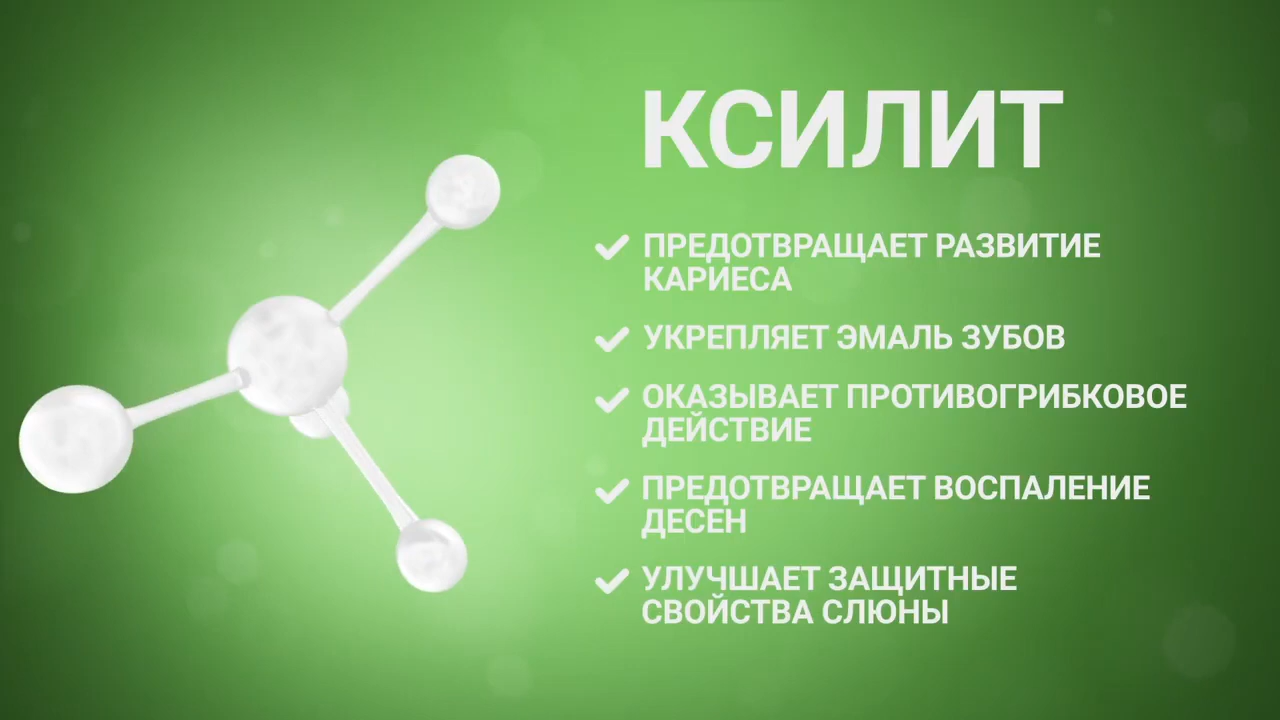 КСИЛИТ
ПРЕДОТВРАЩАЕТ РАЗВИТИЕ
КАРИЕСА
УКРЕПЛЯЕТ ЭМАЛЬ ЗУБОВ
ОКАЗЫВАЕТ ПРОТИВОГРИБКОВОЕ
ДЕЙСТВИЕ
ПРЕДОТВРАЩАЕТ ВОСПАЛЕНИЕ
ДЕСЕН
УЛУЧШАЕТ ЗАЩИТНЫЕ
СВОЙСТВА СЛЮНЫ